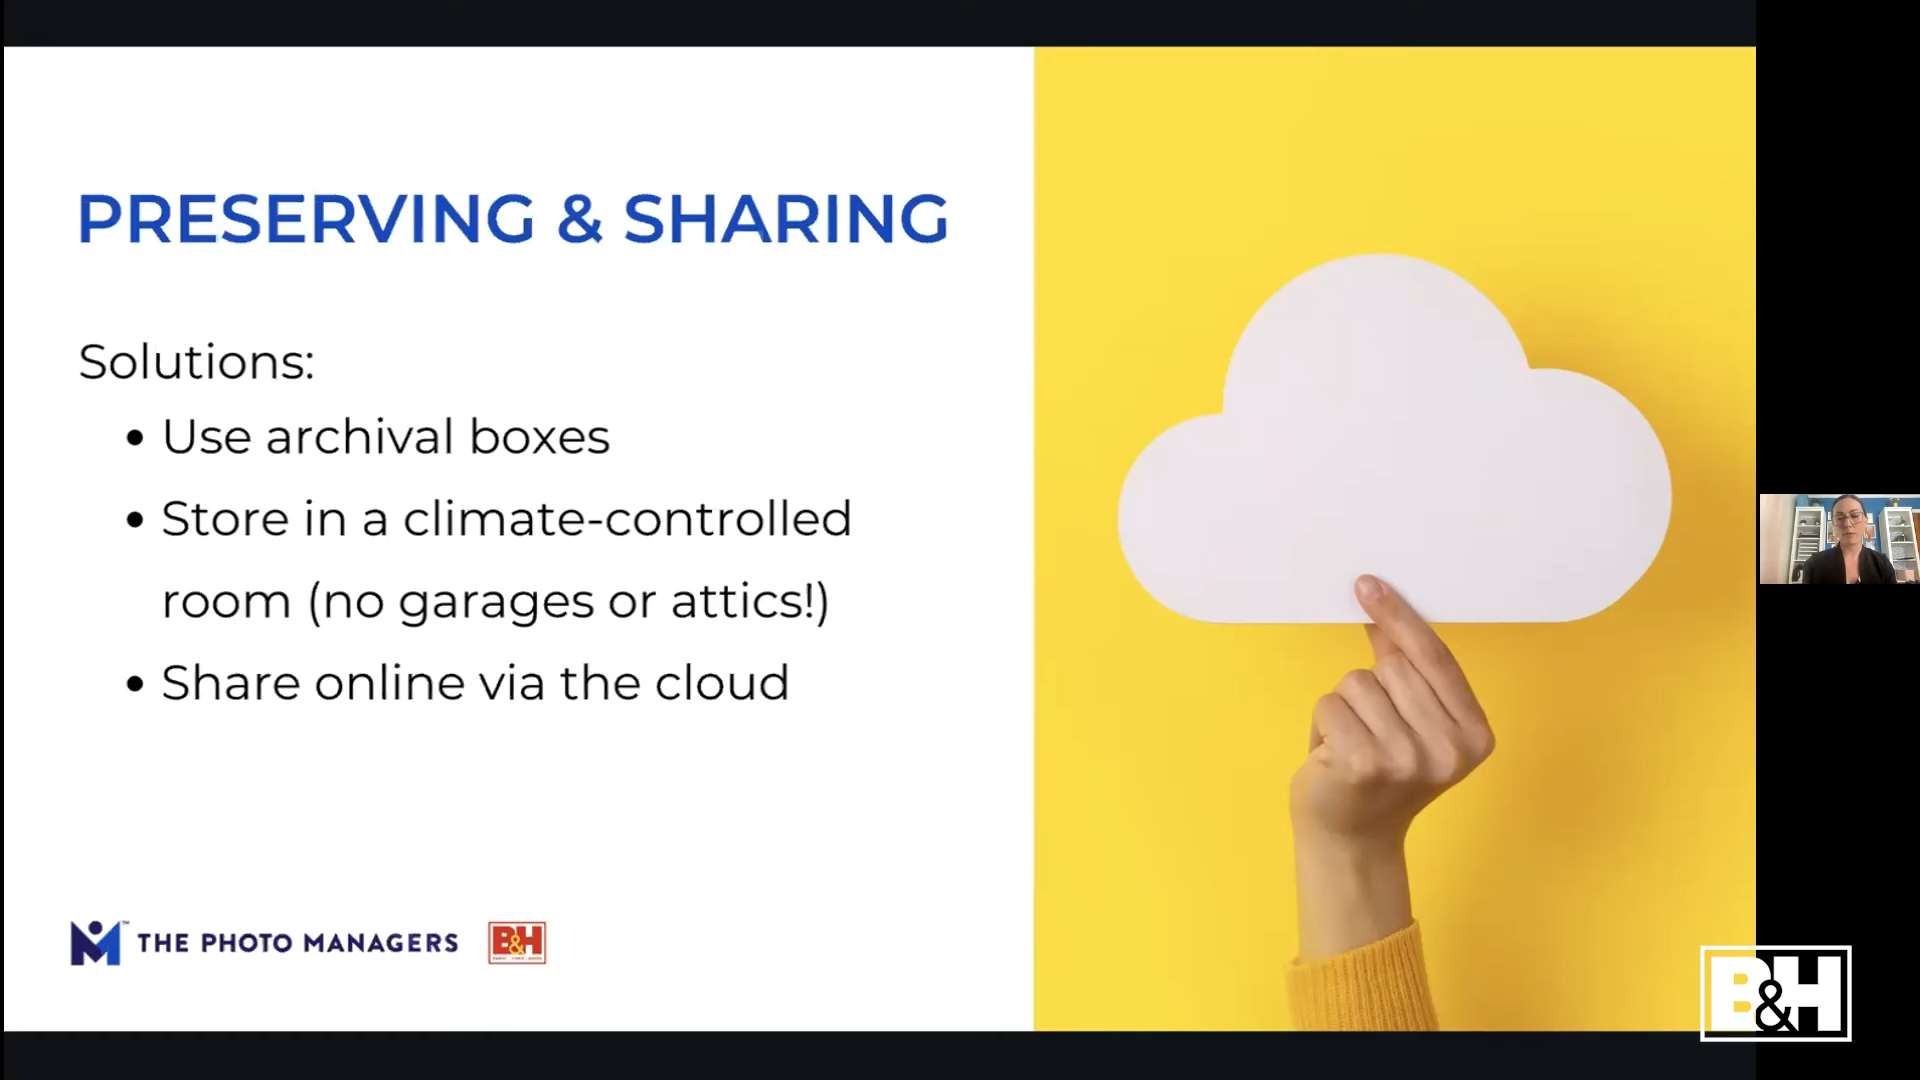 PRESERVING & SHARING
Solutions:
• Use archival boxes
• Store in a climate-controlled
room (no garages or attics!)
• Share online via the cloud
THE PHOTO MANAGERS
B&H
B&H